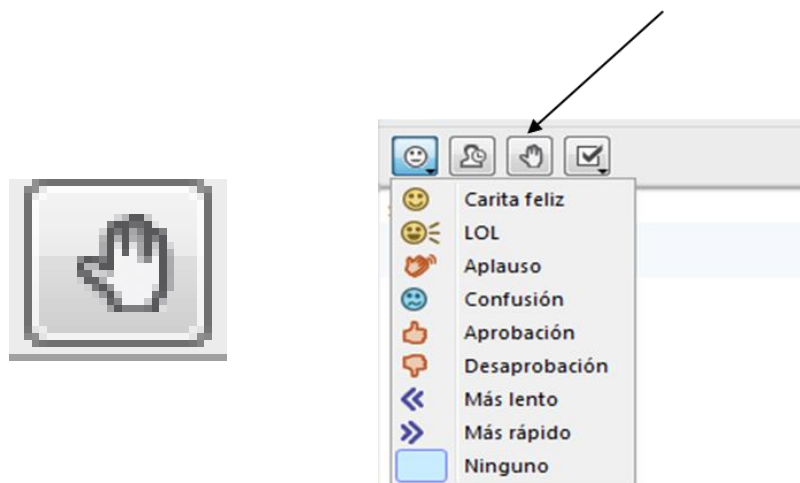 Carita feliz
LOL
Aplauso
Confusión
Aprobación
Desaprobación
Más lento
Más rápido
Ninguno